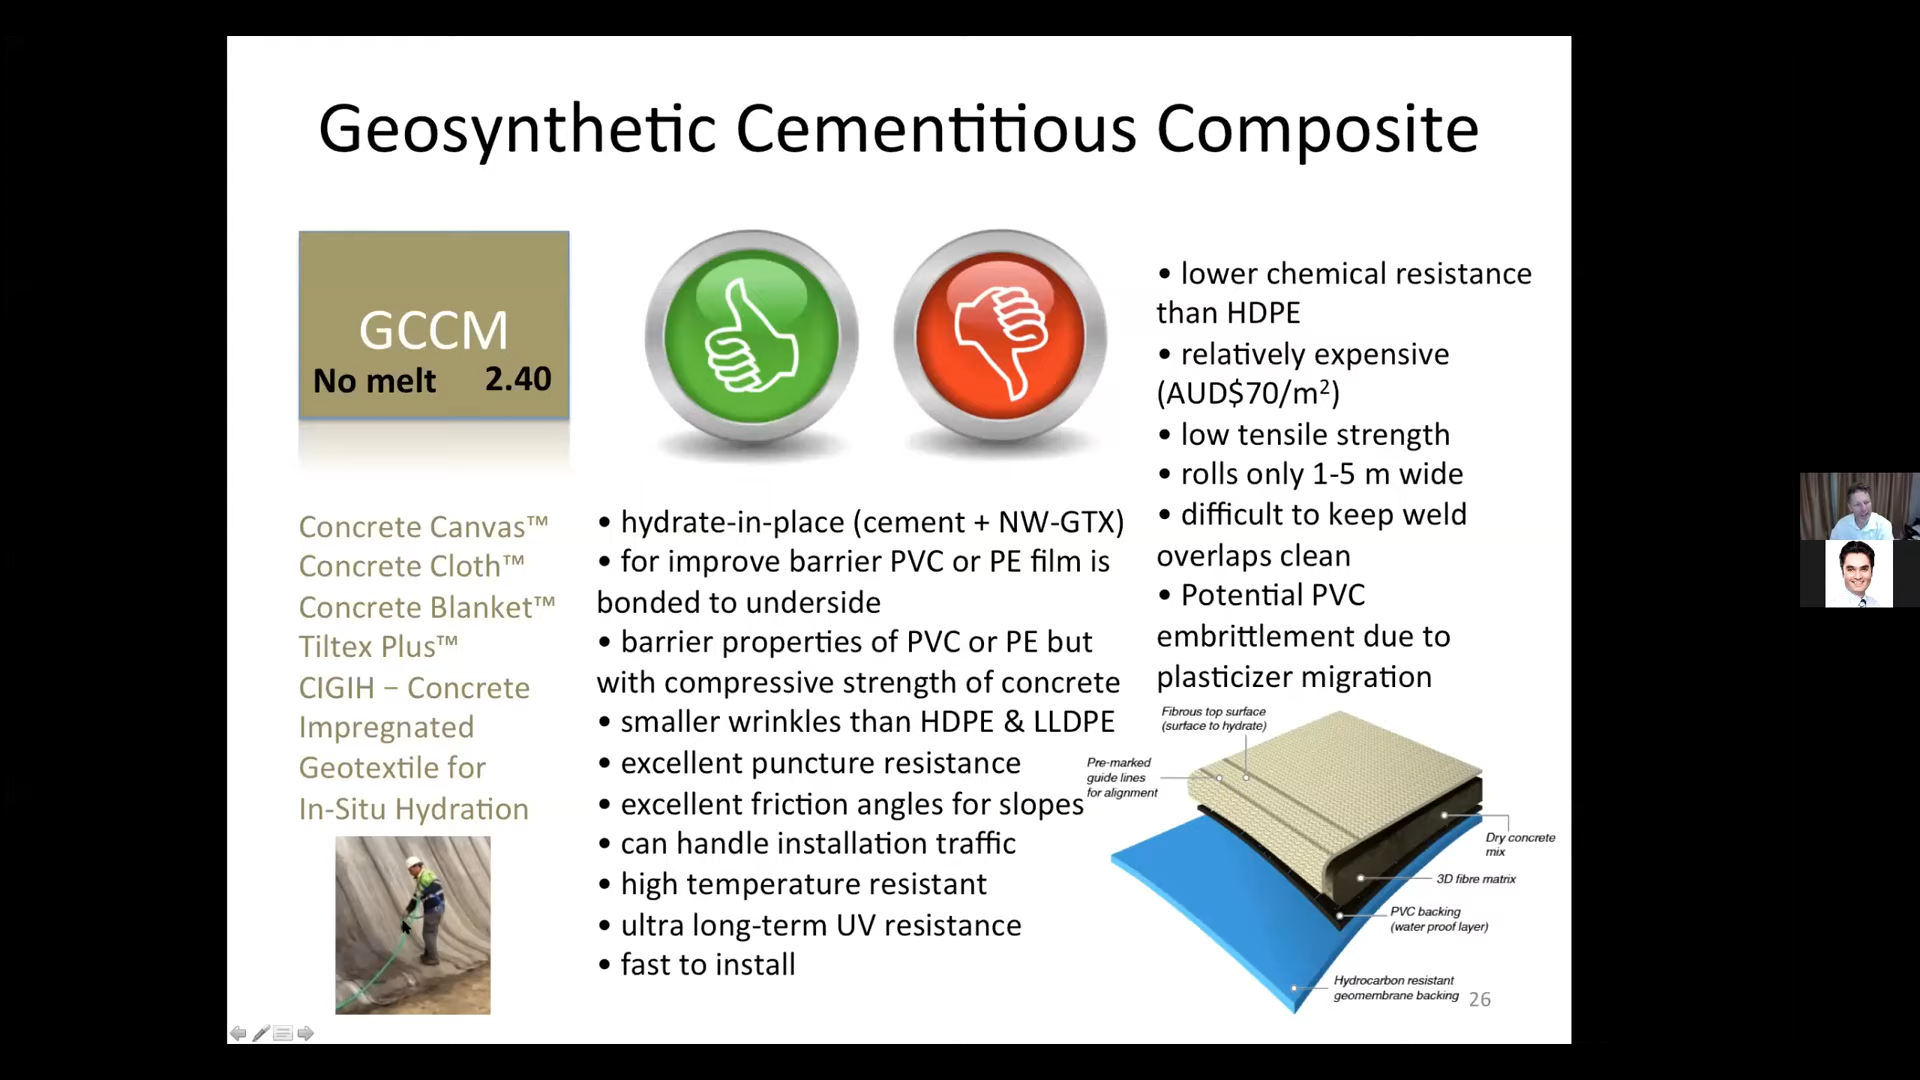 Geosynthetic Cementitious Composite
GCCM
No melt 2.40
Concrete Canvas™
Concrete Cloth™
Concrete Blanket™
Tiltex Plus™
CIGIH – Concrete
Impregnated
Geotextile for
In-Situ Hydration
• hydrate-in-place (cement + NW-GTX)
• for improve barrier PVC or PE film is
bonded to underside
• barrier properties of PVC or PE but
with compressive strength of concrete
• smaller wrinkles than HDPE & LLDPE
• excellent puncture resistance
• excellent friction angles for slopes
• can handle installation traffic
• high temperature resistant
• ultra long-term UV resistance
• fast to install
• lower chemical resistance
than HDPE
• relatively expensive
(AUD$70/m²)
• low tensile strength
• rolls only 1-5 m wide
• difficult to keep weld
overlaps clean
• Potential PVC
embrittlement due to
plasticizer migration
Fibrous top surface
(surface to hydrate)
Pre-marked
guide lines
for alignment
Dry concrete
mix
3D fibre matrix
PVC backing
(water proof layer)
Hydrocarbon resistant
geomembrane backing
26